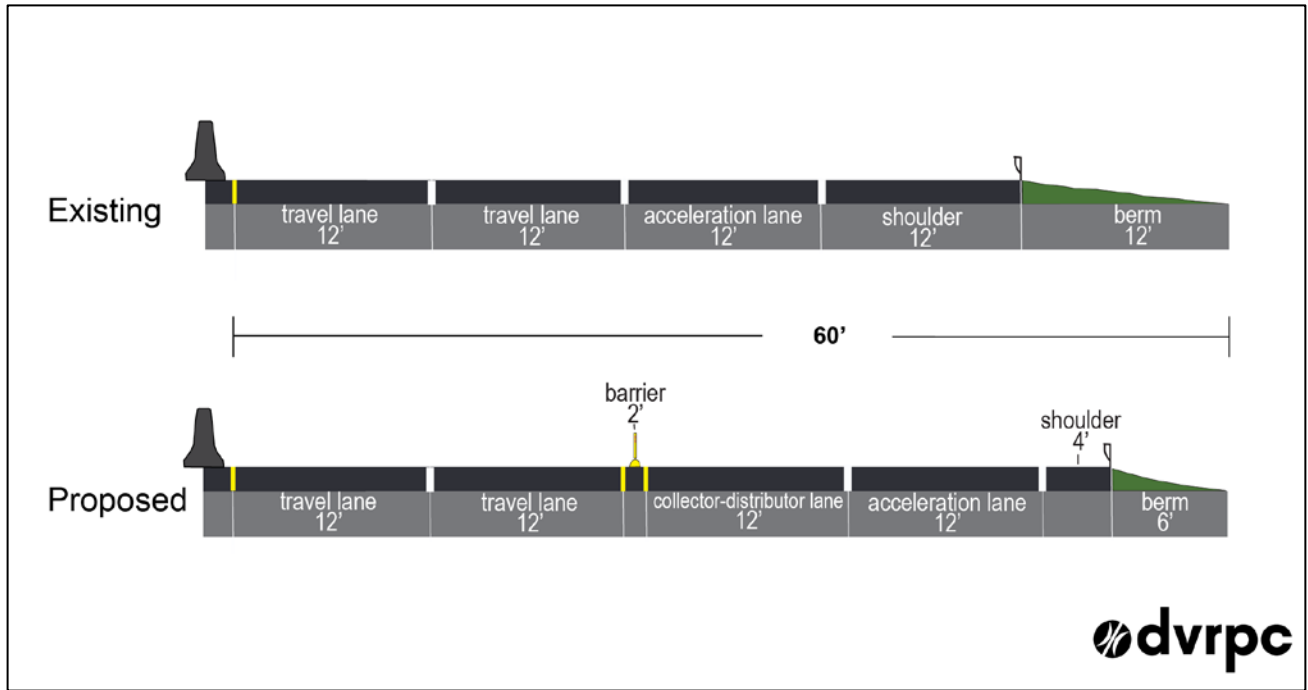 Existing
travel lane
12'
travel lane
12'
acceleration lane
12'
shoulder
12'
berm
12'
60'
Proposed
travel lane
12'
travel lane
12'
barrier
2'
collector-distributor lane
12'
acceleration lane
12'
shoulder
4'
berm
6'
dvrpc